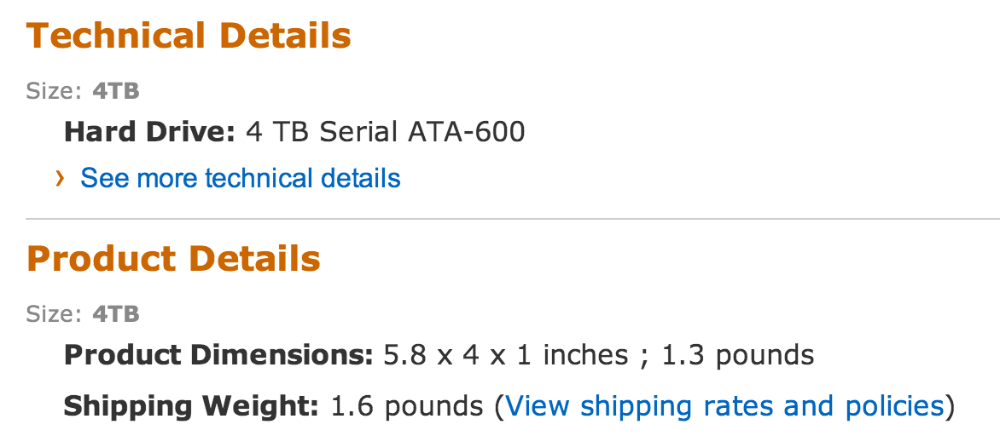 Technical Details
Size: 4TB
Hard Drive: 4 TB Serial ATA-600
› See more technical details
Product Details
Size: 4TB
Product Dimensions: 5.8 x 4 x 1 inches ; 1.3 pounds
Shipping Weight: 1.6 pounds (View shipping rates and policies)